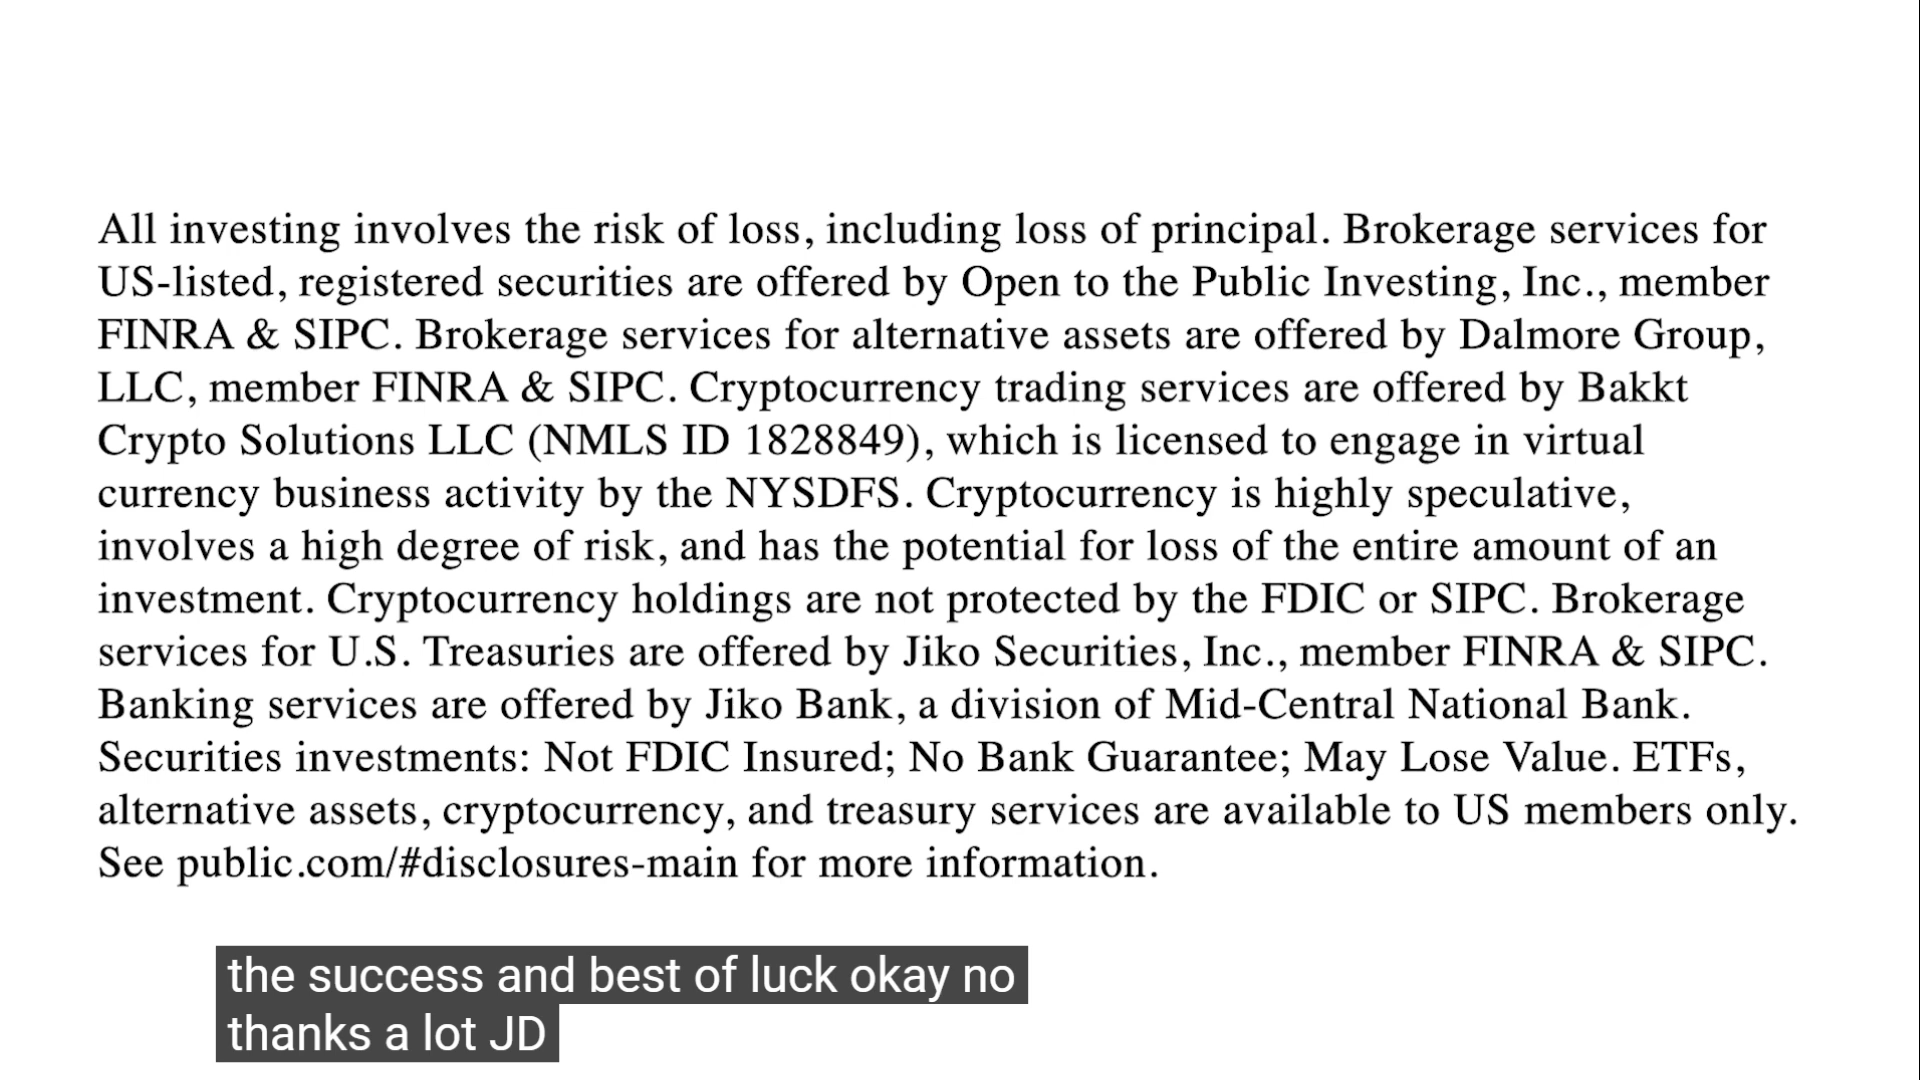 All investing involves the risk of loss, including loss of principal. Brokerage services for
US-listed, registered securities are offered by Open to the Public Investing, Inc., member
FINRA & SIPC. Brokerage services for alternative assets are offered by Dalmore Group,
LLC, member FINRA & SIPC. Cryptocurrency trading services are offered by Bakkt
Crypto Solutions LLC (NMLS ID 1828849), which is licensed to engage in virtual
currency business activity by the NYSDFS. Cryptocurrency is highly speculative,
involves a high degree of risk, and has the potential for loss of the entire amount of an
investment. Cryptocurrency holdings are not protected by the FDIC or SIPC. Brokerage
services for U.S. Treasuries are offered by Jiko Securities, Inc., member FINRA & SIPC.
Banking services are offered by Jiko Bank, a division of Mid-Central National Bank.
Securities investments: Not FDIC Insured; No Bank Guarantee; May Lose Value. ETFs,
alternative assets, cryptocurrency, and treasury services are available to US members only.
See public.com/#disclosures-main for more information.
the success and best of luck okay no
thanks a lot JD